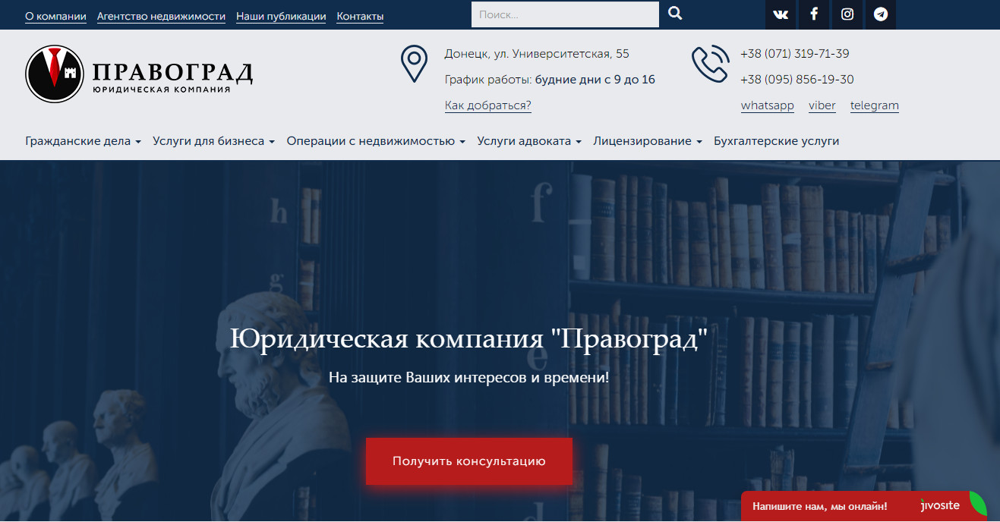 О компании Агентство недвижимости Наши публикации Контакты
Поиск...
ПРАВОГРАД
ЮРИДИЧЕСКАЯ КОМПАНИЯ
Донецк, ул. Университетская, 55
График работы: будние дни с 9 до 16
Как добраться?
+38 (071) 319-71-39
+38 (095) 856-19-30
whatsapp viber telegram
Гражданские дела Услуги для бизнеса Операции с недвижимостью Услуги адвоката Лицензирование Бухгалтерские услуги
h
f
g
e
d
Юридическая компания "Правоград"
На защите Ваших интересов и времени!
Получить консультацию
Напишите нам, мы онлайн! jivosite